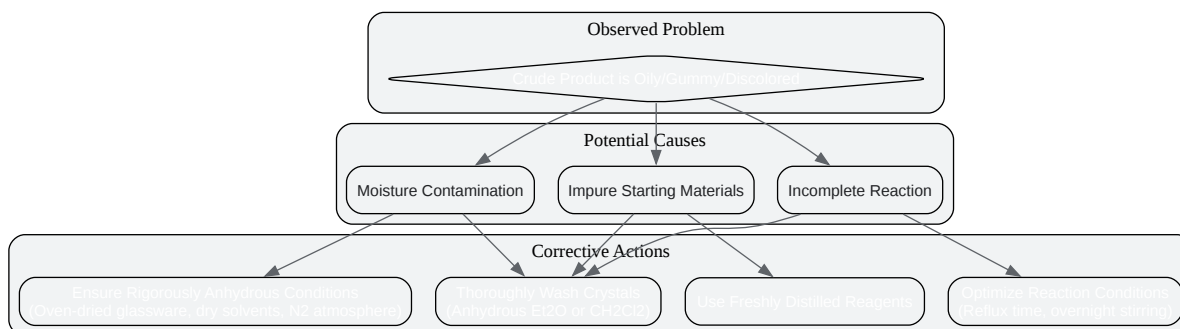 Observed Problem
Crude Product is Oily/Gummy/Discolored
Potential Causes
Moisture Contamination
Impure Starting Materials
Incomplete Reaction
Corrective Actions
Ensure Rigorously Anhydrous Conditions
(Oven-dried glassware, dry solvents, N2 atmosphere)
Thoroughly Wash Crystals
(Anhydrous Et2O or CH2Cl2)
Use Freshly Distilled Reagents
Optimize Reaction Conditions
(Reflux time, overnight stirring)